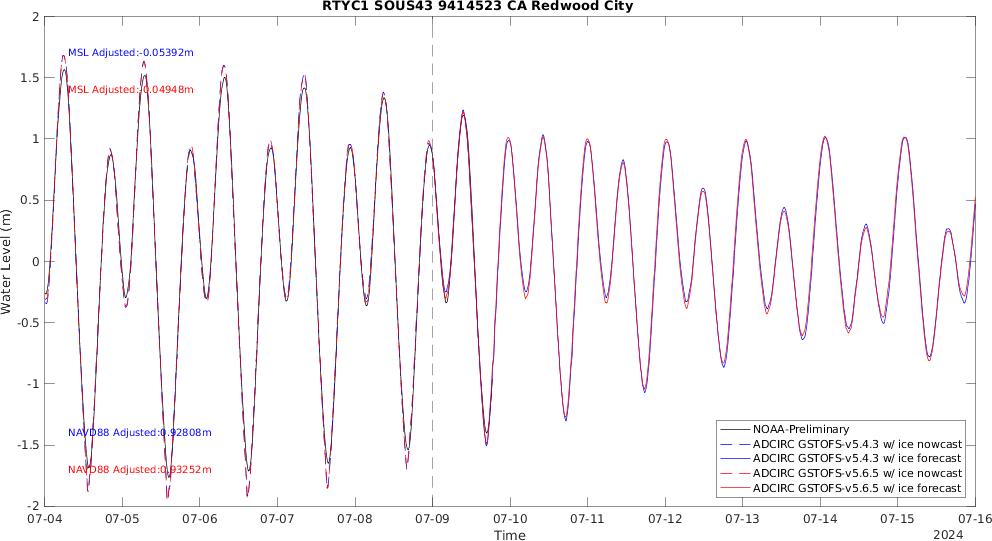 RTYC1 SOUS43 9414523 CA Redwood City
MSL Adjusted:-0.05392m
MSL Adjusted:-0.04948m
NAVD88 Adjusted:0.92808m
NAVD88 Adjusted:0.93252m
Water Level (m)
2
1.5
1
0.5
0
-0.5
-1
-1.5
-2
NOAA-Preliminary
ADCIRC GSTOFS-v5.4.3 w/ ice nowcast
ADCIRC GSTOFS-v5.4.3 w/ ice forecast
ADCIRC GSTOFS-v5.6.5 w/ ice nowcast
ADCIRC GSTOFS-v5.6.5 w/ ice forecast
07-04 07-05 07-06 07-07 07-08 07-09 07-10 07-11 07-12 07-13 07-14 07-15 07-16
Time
2024